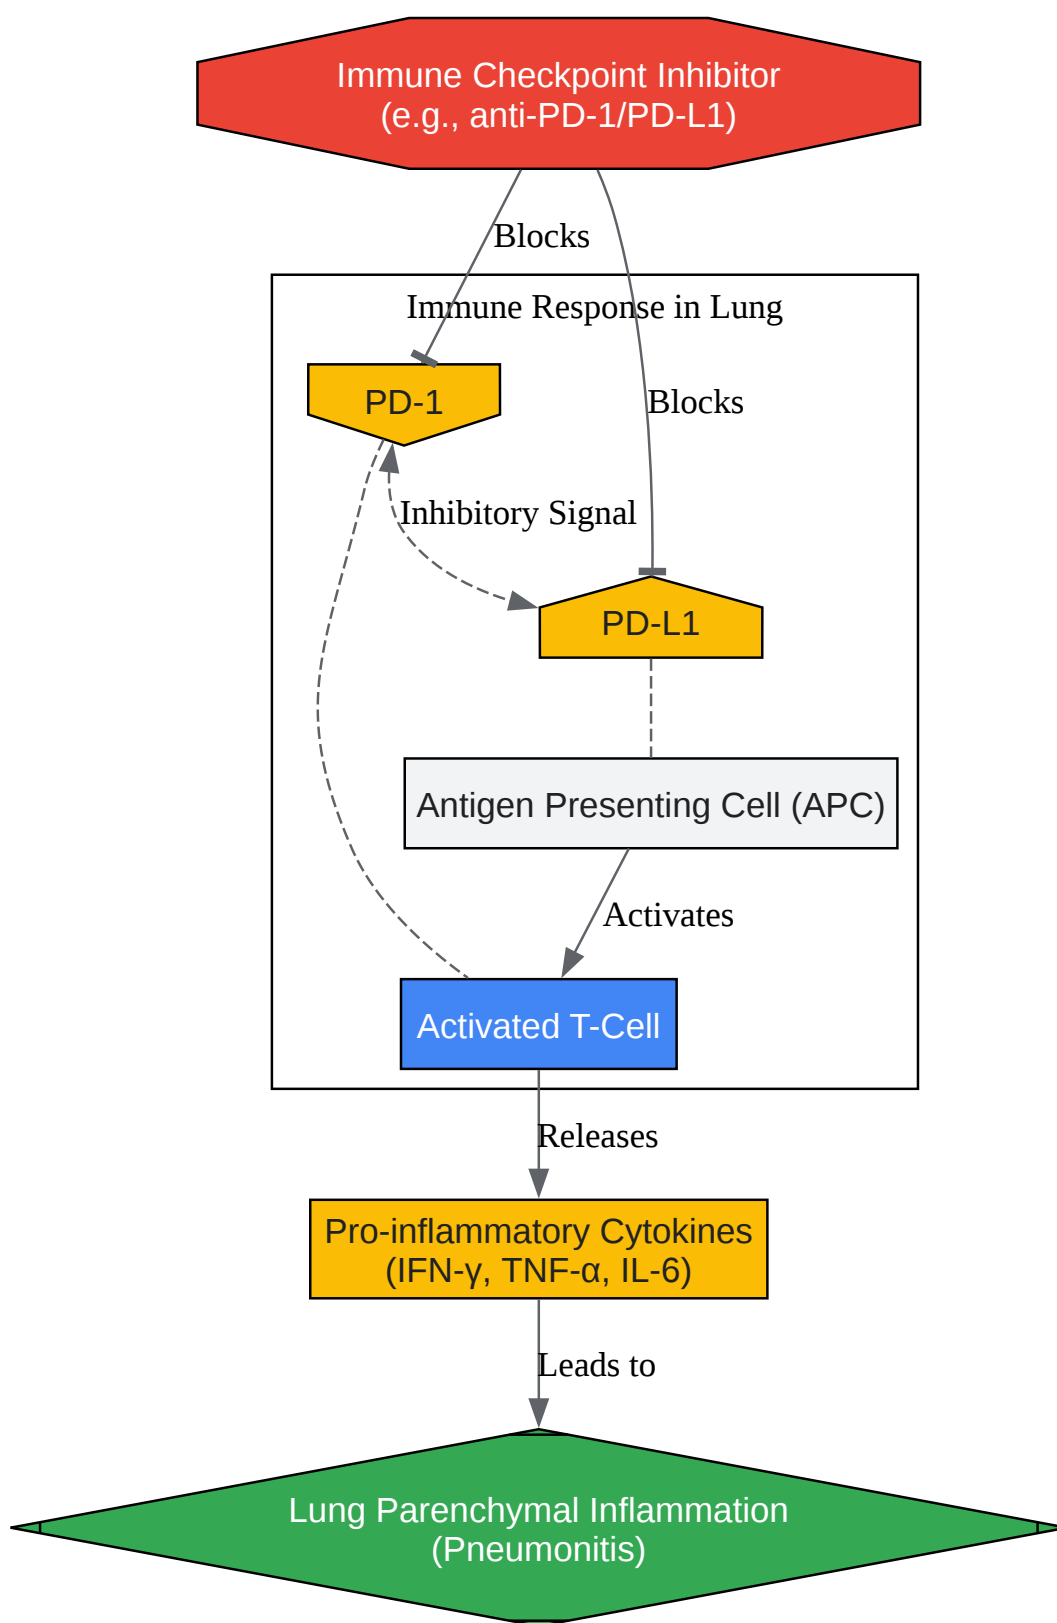 Immune Checkpoint Inhibitor
(e.g., anti-PD-1/PD-L1)
Blocks
Immune Response in Lung
PD-1
Blocks
Inhibitory Signal
PD-L1
Antigen Presenting Cell (APC)
Activates
Activated T-Cell
Releases
Pro-inflammatory Cytokines
(IFN-γ, TNF-α, IL-6)
Leads to
Lung Parenchymal Inflammation
(Pneumonitis)